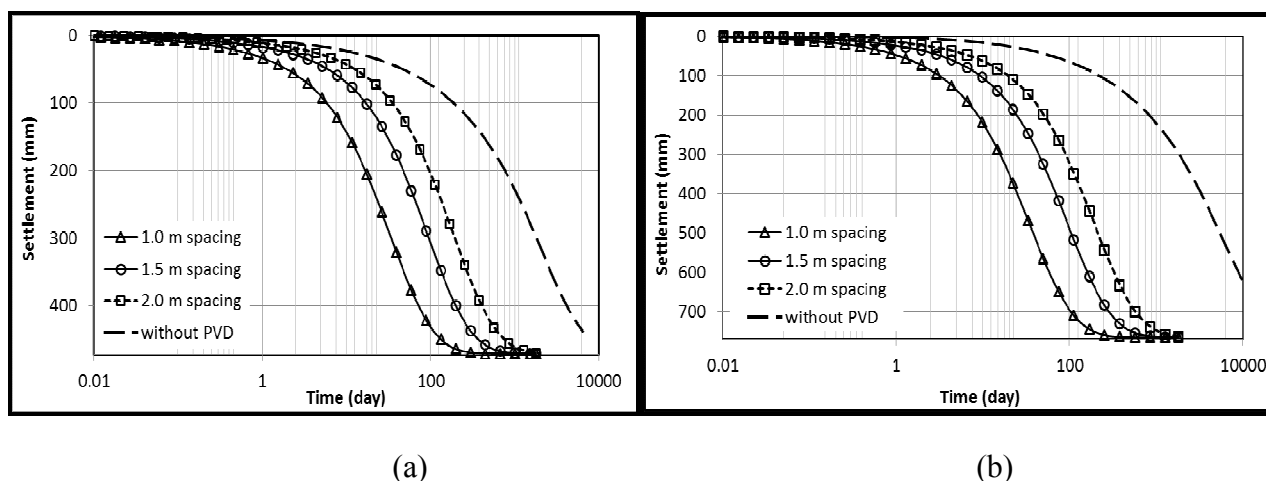 0
100
200
300
400
Settlement (mm)
1.0 m spacing
1.5 m spacing
2.0 m spacing
without PVD
0.01
1
100
10000
Time (day)
(a)
0
100
200
300
400
500
600
700
Settlement (mm)
1.0 m spacing
1.5 m spacing
2.0 m spacing
without PVD
0.01
1
100
10000
Time (day)
(b)